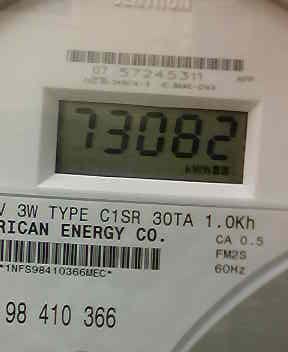 07 57245311
73082
V 3W TYPE C1SR 30TA 1.0Kh
RICAN ENERGY CO.
CA 0.5
FM2S
60Hz
*1NFS98410366MEC*
98 410 366